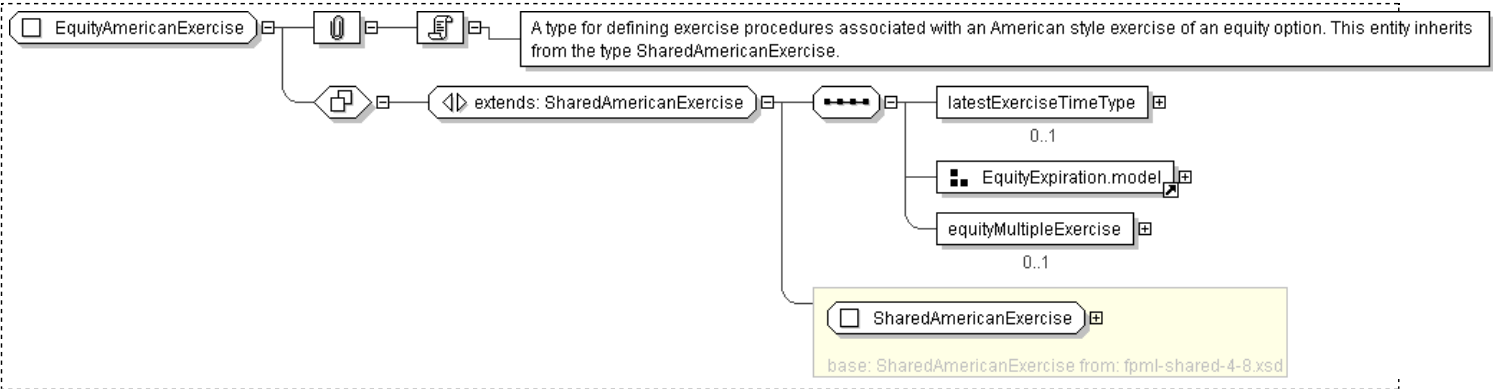 EquityAmericanExercise
A type for defining exercise procedures associated with an American style exercise of an equity option. This entity inherits
from the type SharedAmericanExercise.
extends: SharedAmericanExercise
latestExerciseTimeType
0..1
EquityExpiration.model
equityMultipleExercise
0..1
SharedAmericanExercise
base: SharedAmericanExercise from: fpml-shared-4-8.xsd